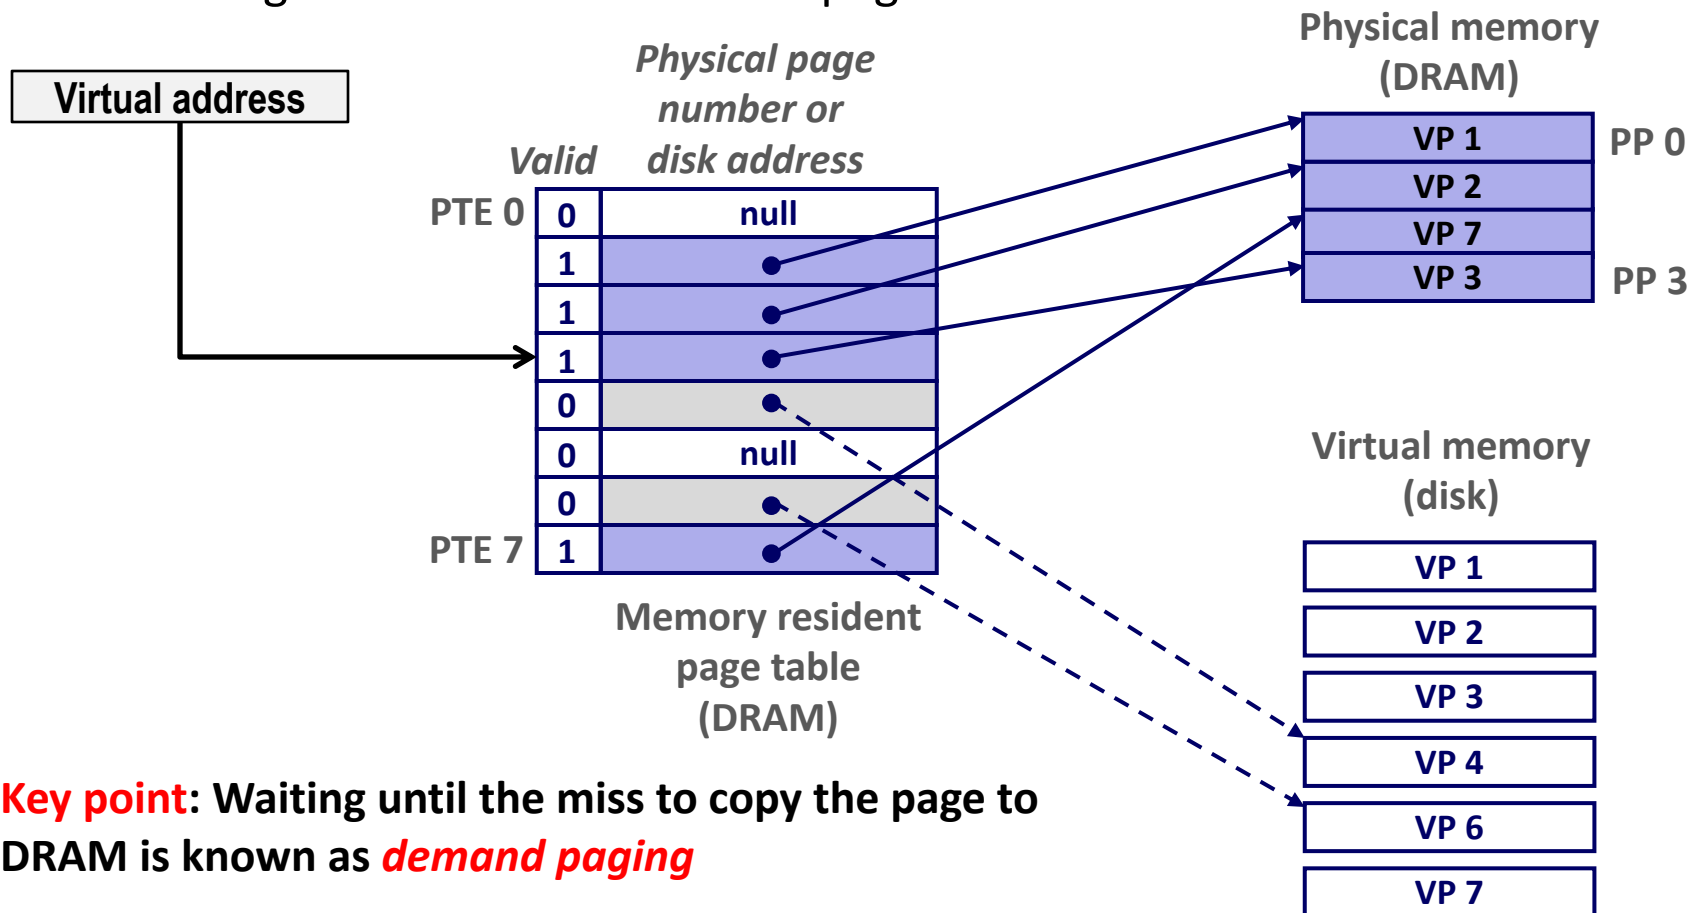 Physical memory
(DRAM)
Virtual address
Physical page
number or
disk address
Valid
VP 1
PP 0
VP 2
VP 7
VP 3
PP 3
PTE 0
0
null
1
1
1
0
0
null
0
PTE 7
1
Memory resident
page table
(DRAM)
Virtual memory
(disk)
VP 1
VP 2
VP 3
VP 4
VP 6
VP 7
Key point: Waiting until the miss to copy the page to
DRAM is known as demand paging